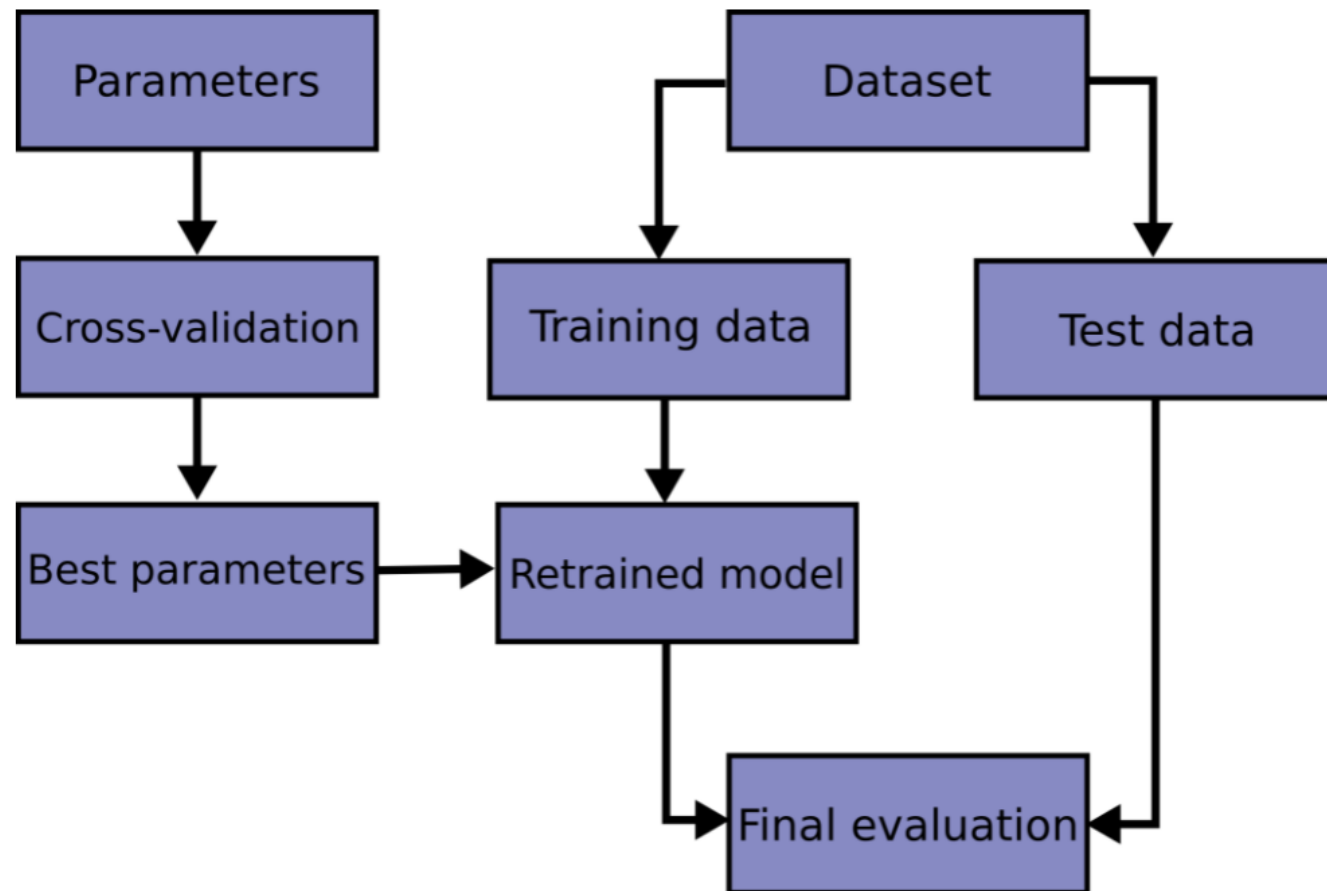 Parameters
Dataset
Cross-validation
Training data
Test data
Best parameters
Retrained model
Final evaluation